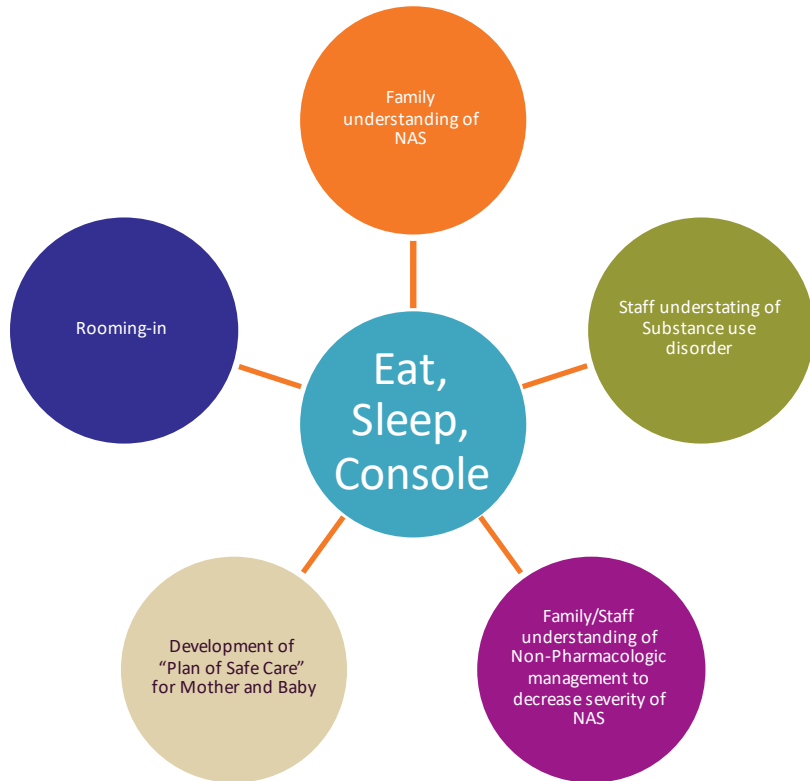 Family
understanding of
NAS
Rooming-in
Staff understating of
Substance use
disorder
Eat,
Sleep,
Console
Development of
“Plan of Safe Care”
for Mother and Baby
Family/Staff
understanding of
Non-Pharmacologic
management to
decrease severity of
NAS